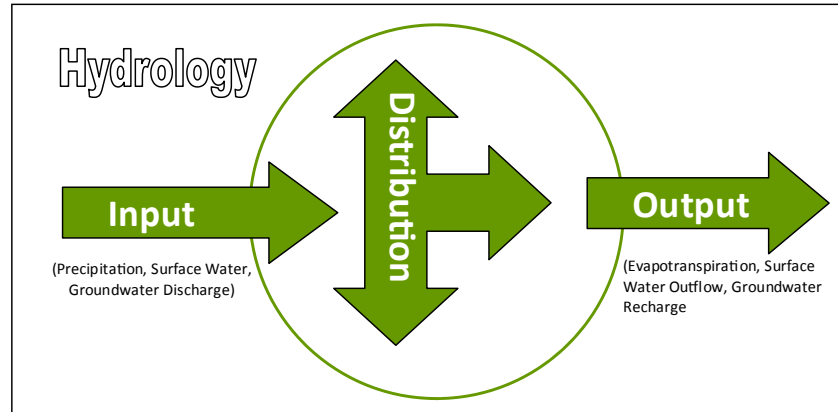 Hydrology
Distribution
Input
Output
(Precipitation, Surface Water,
Groundwater Discharge)
(Evapotranspiration, Surface
Water Outflow, Groundwater
Recharge